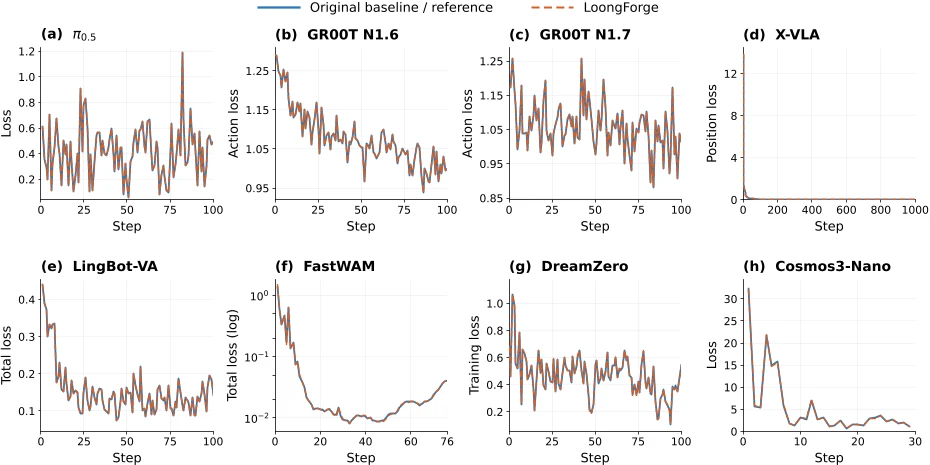 Original baseline / reference LoongForge
(a) π0.5
(b) GR00T N1.6
(c) GR00T N1.7
(d) X-VLA
Loss
1.2
1.0
0.8
0.6
0.4
0.2
0 25 50 75 100
Step
Action loss
1.25
1.15
1.05
0.95
0 25 50 75 100
Step
Action loss
1.25
1.15
1.05
0.95
0.85
0 25 50 75 100
Step
Position loss
12
8
4
0
0 200 400 600 800 1000
Step
(e) LingBot-VA
(f) FastWAM
(g) DreamZero
(h) Cosmos3-Nano
Total loss
0.4
0.3
0.2
0.1
0 25 50 75 100
Step
Total loss (log)
10⁰
10⁻¹
10⁻²
0 20 40 60 76
Step
Training loss
1.0
0.8
0.6
0.4
0.2
0 25 50 75 100
Step
Loss
30
25
20
15
10
5
0
0 10 20 30
Step